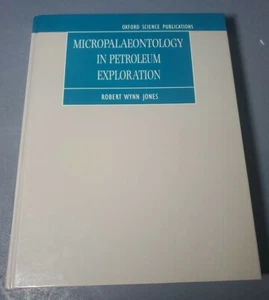 OXFORD SCIENCE PUBLICATIONS
MICROPALAEONTOLOGY
IN PETROLEUM
EXPLORATION
ROBERT WYNN JONES